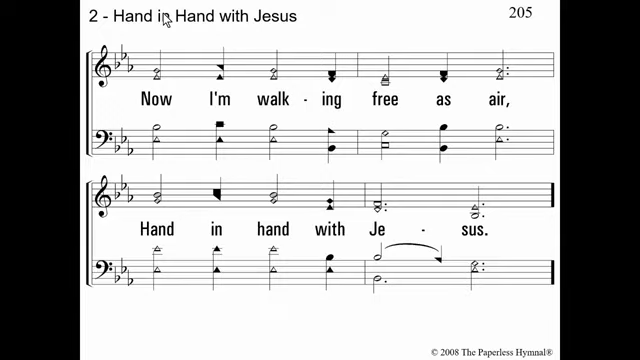 2 - Hand in Hand with Jesus
205
Now I'm walk - ing free as air,
Hand in hand with Je - sus.
© 2008 The Paperless Hymnal®